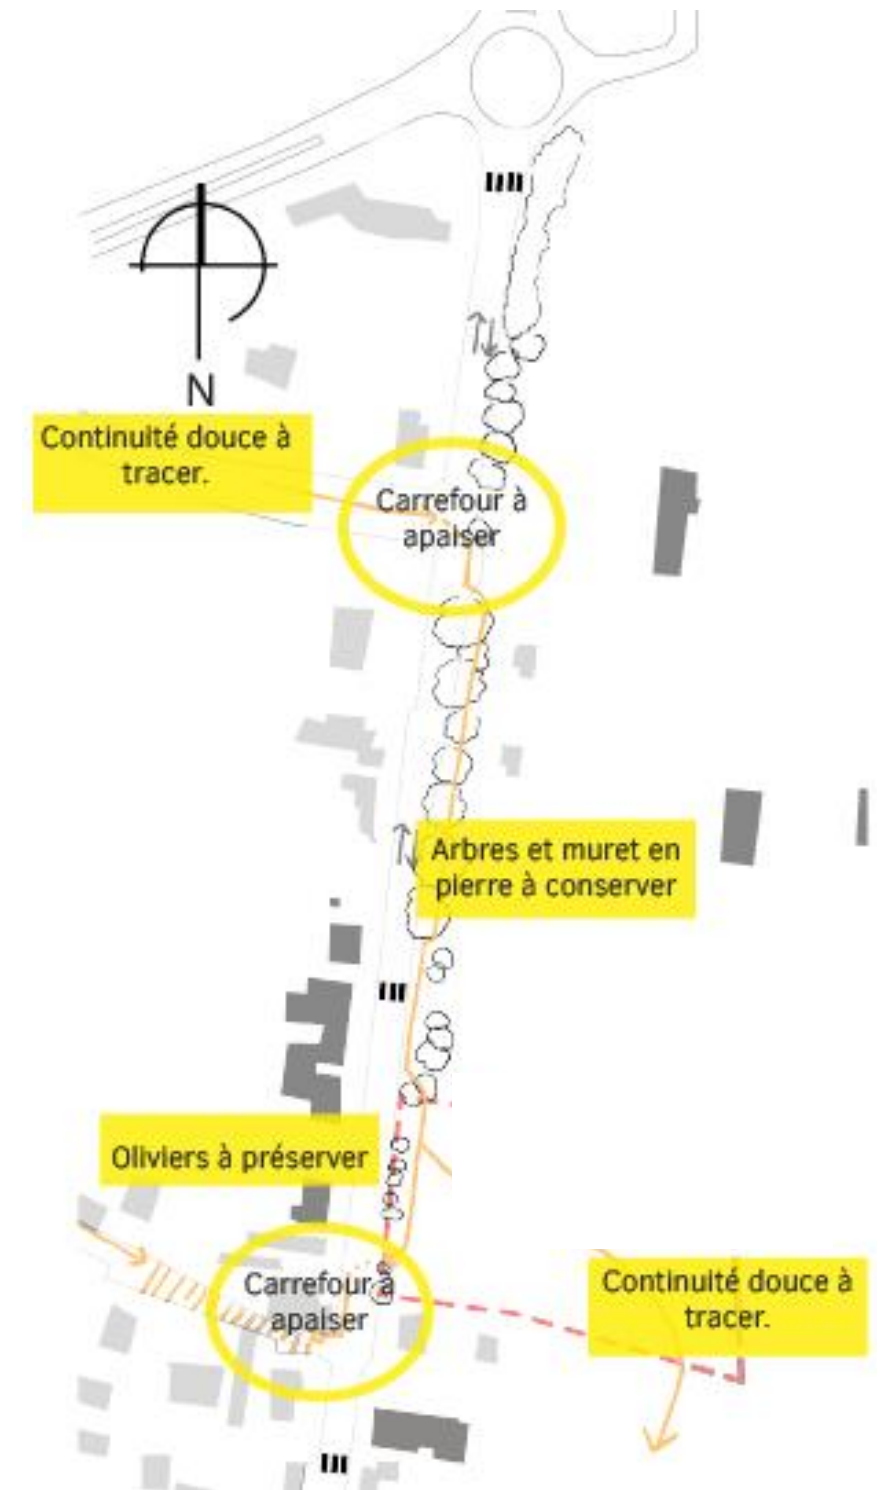 N
Continuité douce à
tracer.
Carrefour à
apaiser
Arbres et muret en
pierre à conserver
Oliviers à préserver
Carrefour à
apaiser
Continuité douce à
tracer.